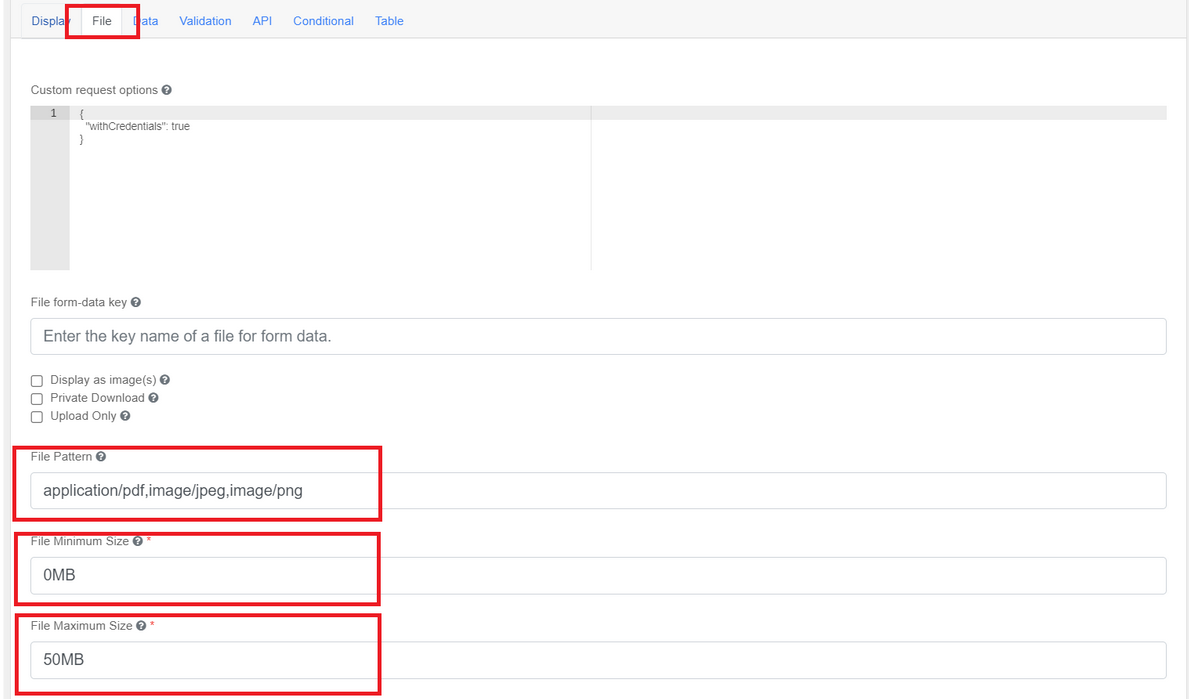 Display File Data Validation API Conditional Table
Custom request options
1 {
"withCredentials": true
}
File form-data key
Enter the key name of a file for form data.
Display as image(s)
Private Download
Upload Only
File Pattern
application/pdf,image/jpeg,image/png
File Minimum Size *
0MB
File Maximum Size *
50MB